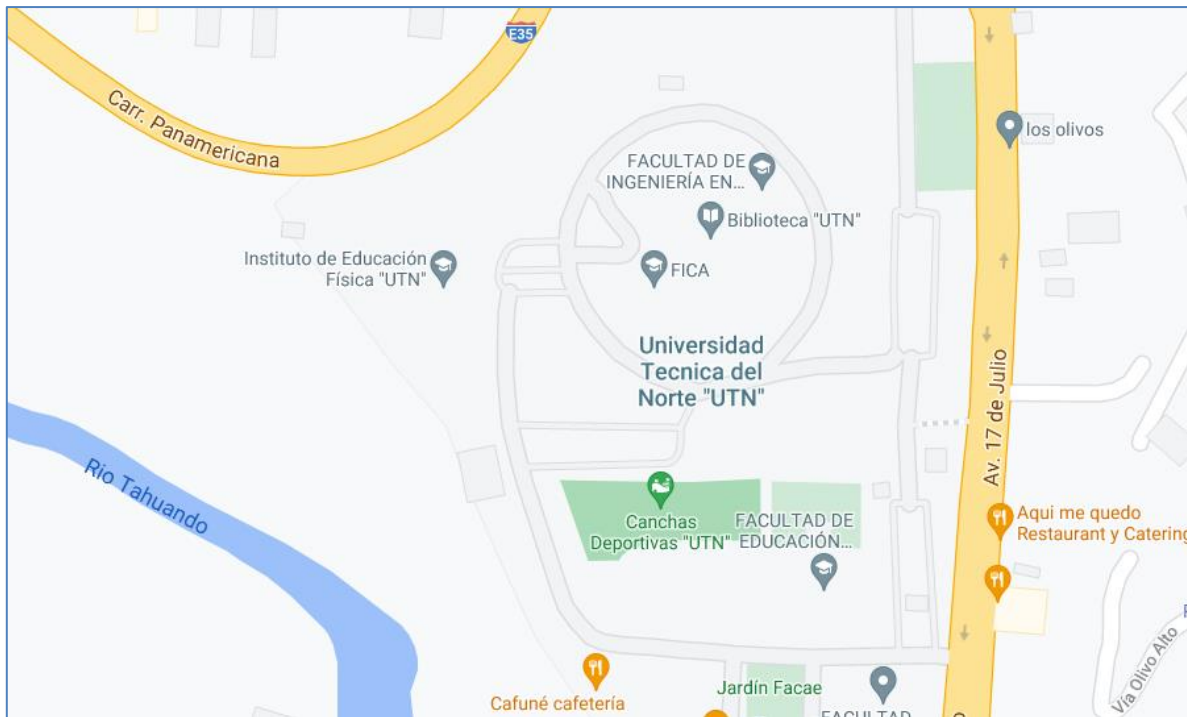 E35
Carr. Panamericana
los olivos
FACULTAD DE
INGENIERÍA EN...
Biblioteca "UTN"
Instituto de Educación
Física "UTN"
FICA
Universidad
Tecnica del
Norte "UTN"
Av. 17 de Julio
Rio Tahuando
Canchas
Deportivas "UTN"
FACULTAD DE
EDUCACIÓN...
Aqui me quedo
Restaurant y Catering
Vía Olivo Alto
Jardín Facae
Cafuné cafetería
FACULTAD